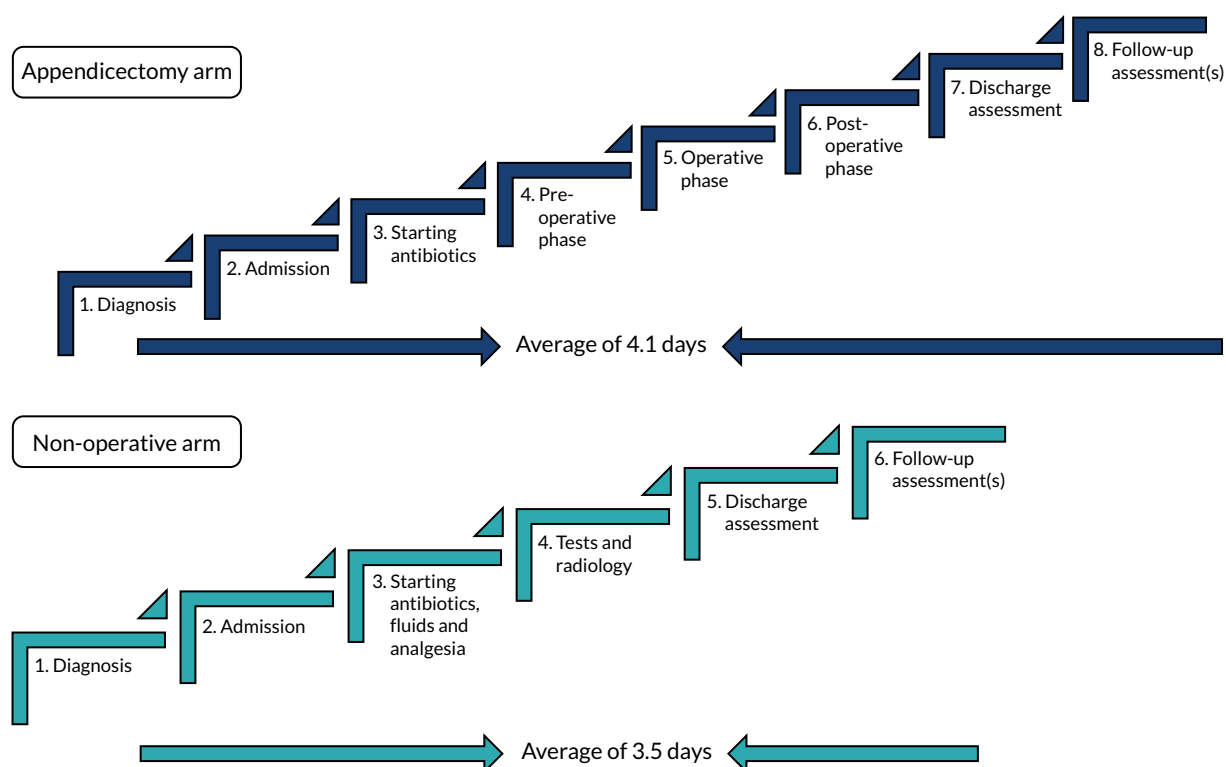 Appendicectomy arm
1. Diagnosis
2. Admission
3. Starting
antibiotics
4. Pre-
operative
phase
5. Operative
phase
6. Post-
operative
phase
7. Discharge
assessment
8. Follow-up
assessment(s)
Average of 4.1 days
Non-operative arm
1. Diagnosis
2. Admission
3. Starting
antibiotics,
fluids and
analgesia
4. Tests and
radiology
5. Discharge
assessment
6. Follow-up
assessment(s)
Average of 3.5 days